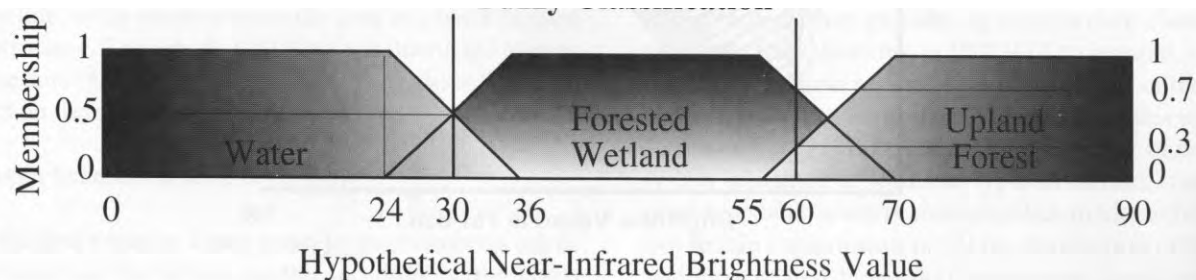 Membership
1
0.5
0
Water
Forested
Wetland
Upland
Forest
1
0.7
0.3
0
0 24 30 36 55 60 70 90
Hypothetical Near-Infrared Brightness Value